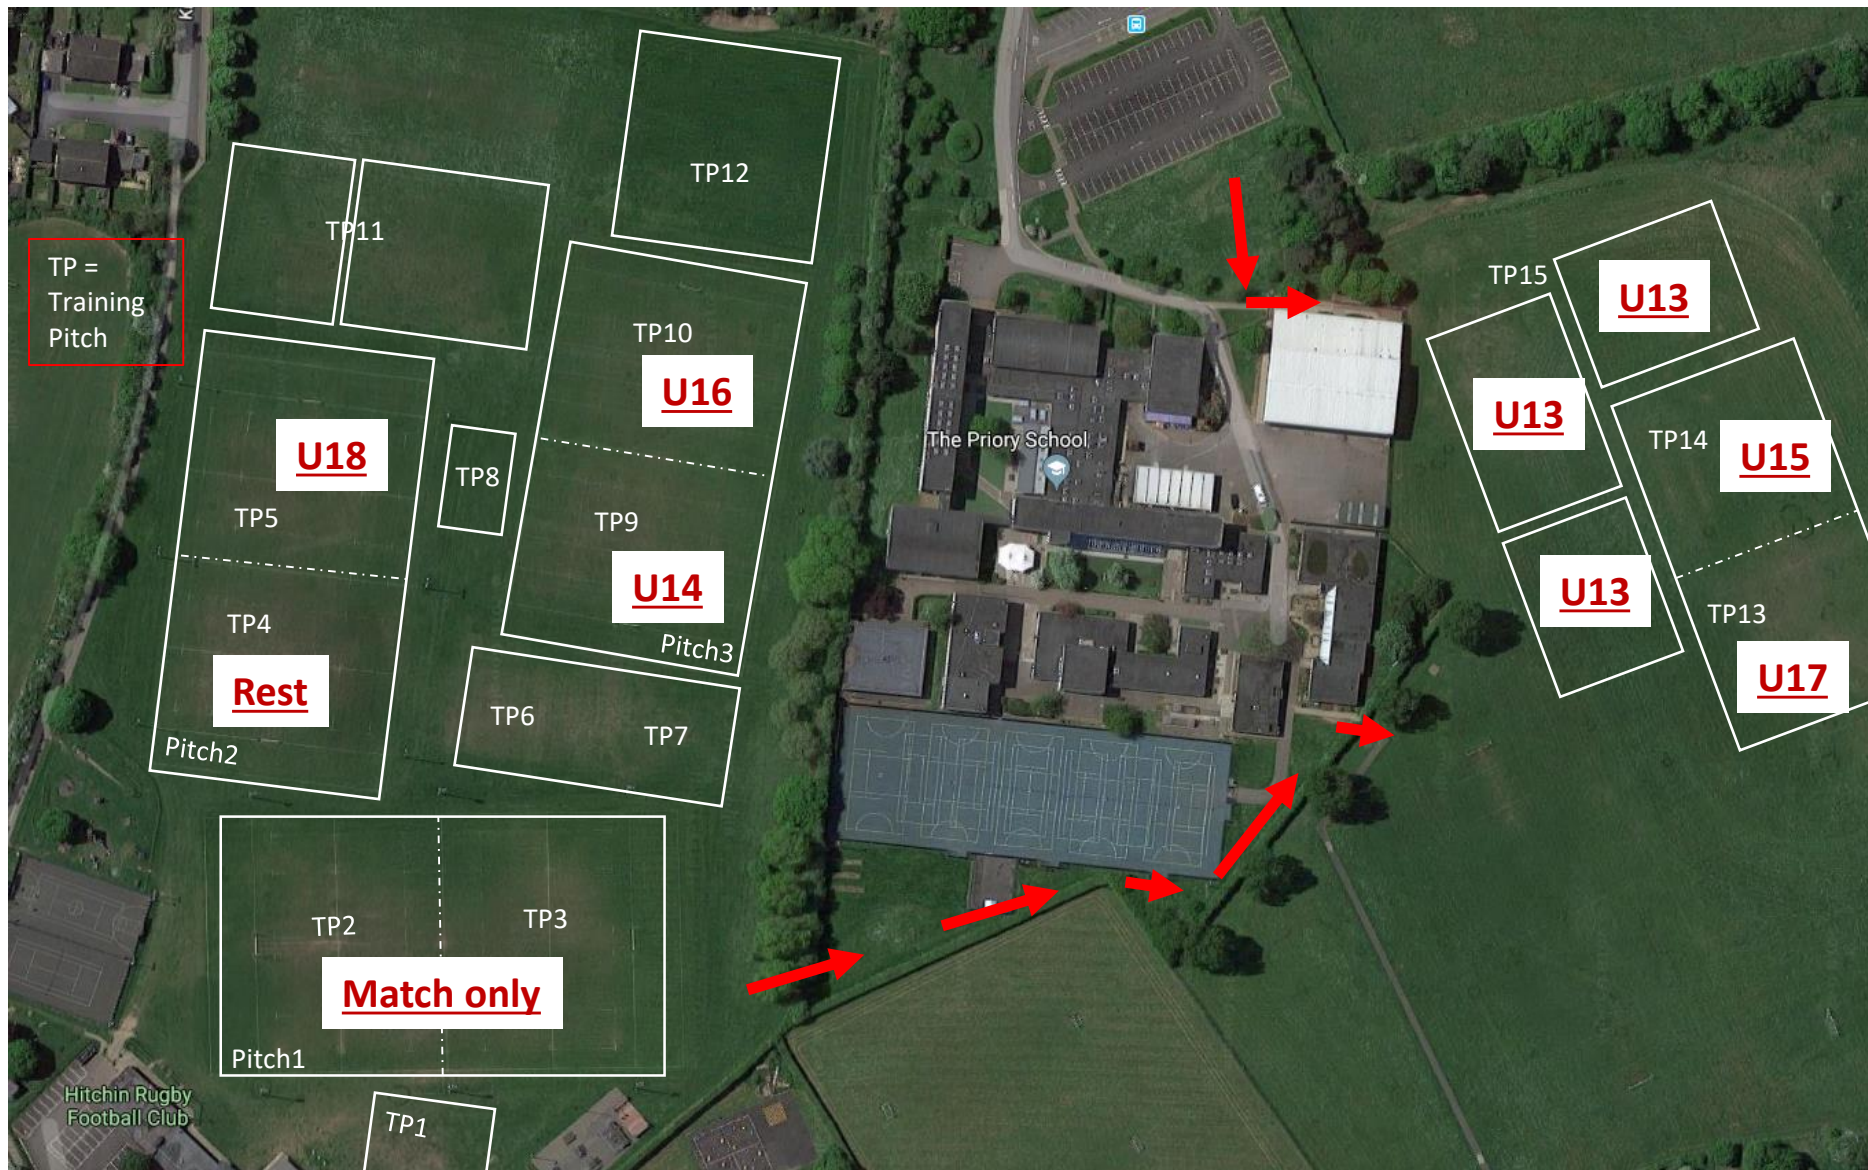 K
TP12
TP11
TP =
Training
Pitch
TP15
U13
TP10
U16
U13
TP14
U15
The Priory School
U18
TP8
TP5
TP9
U14
U13
TP13
U17
TP4
Rest
Pitch3
TP6
TP7
Pitch2
TP2
TP3
Match only
Pitch1
Hitchin Rugby
Football Club
TP1